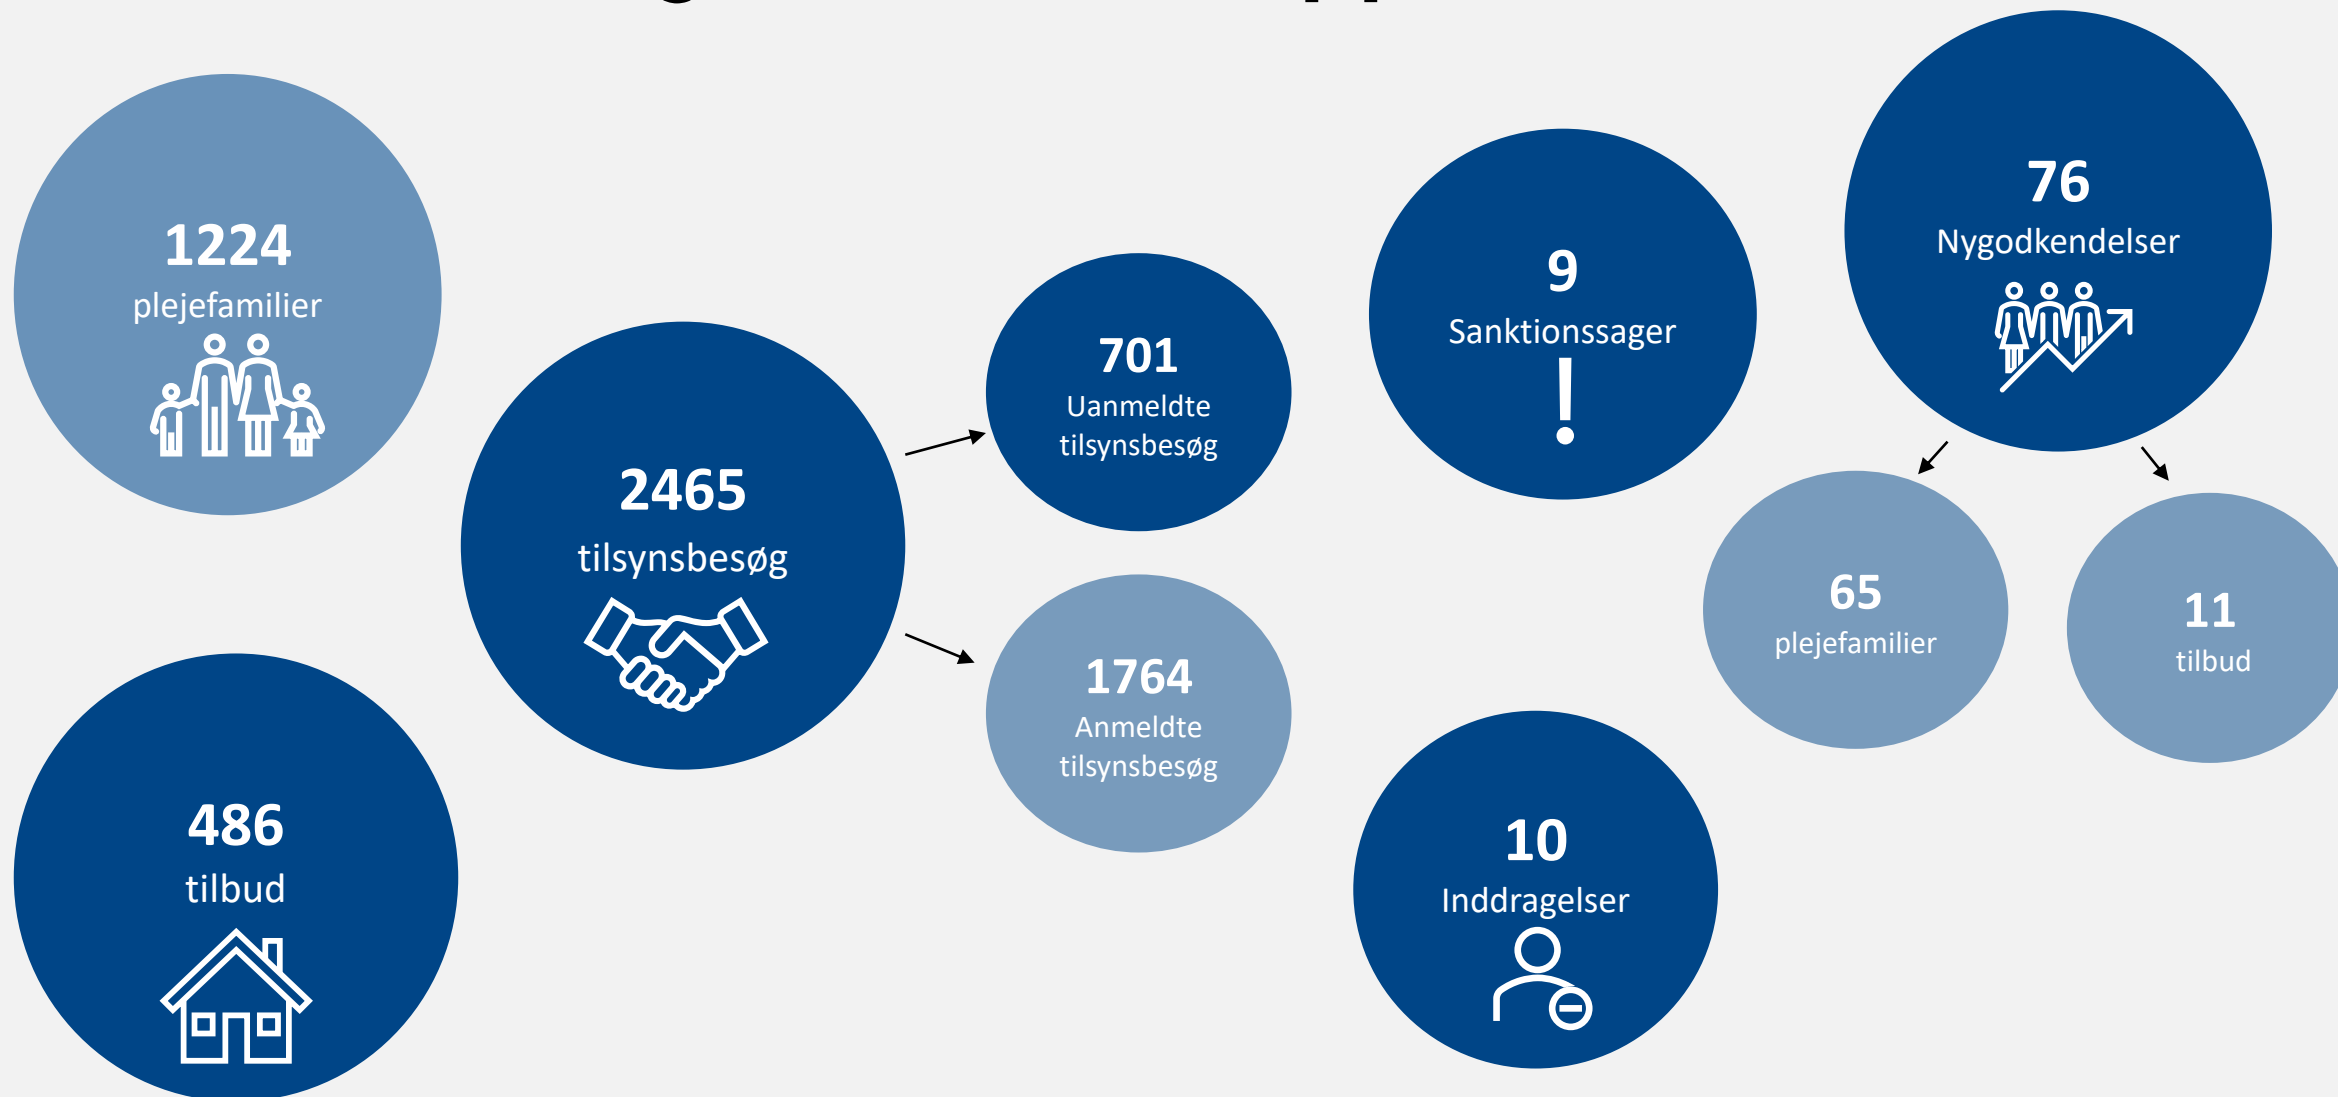 1224
plejefamilier
486
tilbud
2465
tilsynsbesøg
701
Uanmeldte
tilsynsbesøg
1764
Anmeldte
tilsynsbesøg
9
Sanktionssager
!
10
Inddragelser
76
Nygodkendelser
65
plejefamilier
11
tilbud